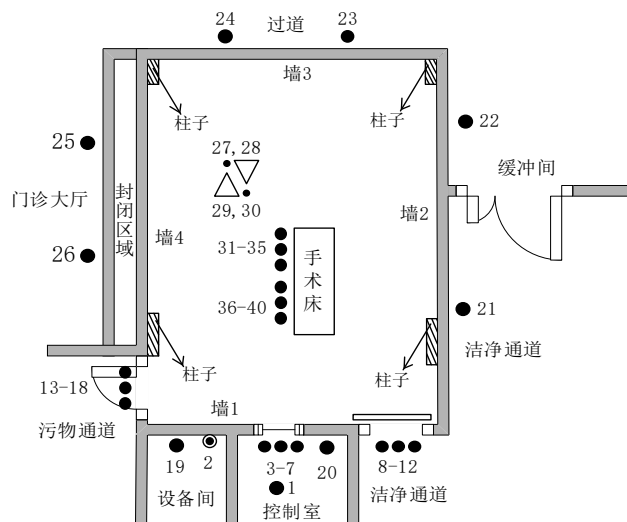 24
过道
23
墙3
柱子
柱子
22
25
27,28
缓冲间
门诊大厅
封闭区域
29,30
墙2
墙4
31-35
手术床
26
36-40
21
洁净通道
柱子
柱子
13-18
墙1
污物通道
19
2
3-7
20
8-12
1
设备间
控制室
洁净通道